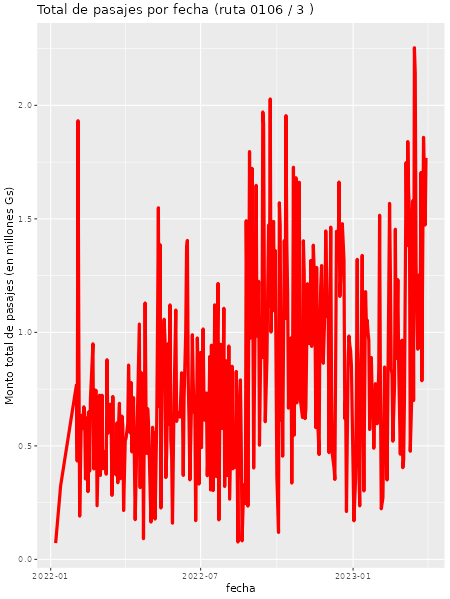 Total de pasajes por fecha (ruta 0106 / 3 )
Monto total de pasajes (en millones Gs)
2.0
1.5
1.0
0.5
0.0
2022-01
2022-07
2023-01
fecha